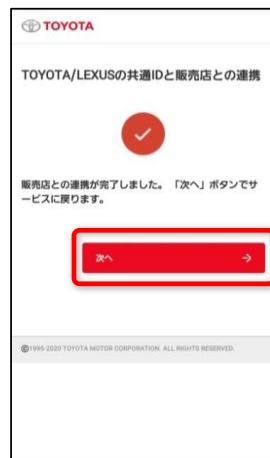 TOYOTA
TOYOTA/LEXUSの共通IDと販売店との連携
販売店との連携が完了しました。 「次へ」ボタンでサ
ービスに戻ります。
次へ
©1995-2020 TOYOTA MOTOR CORPORATION. ALL RIGHTS RESERVED.